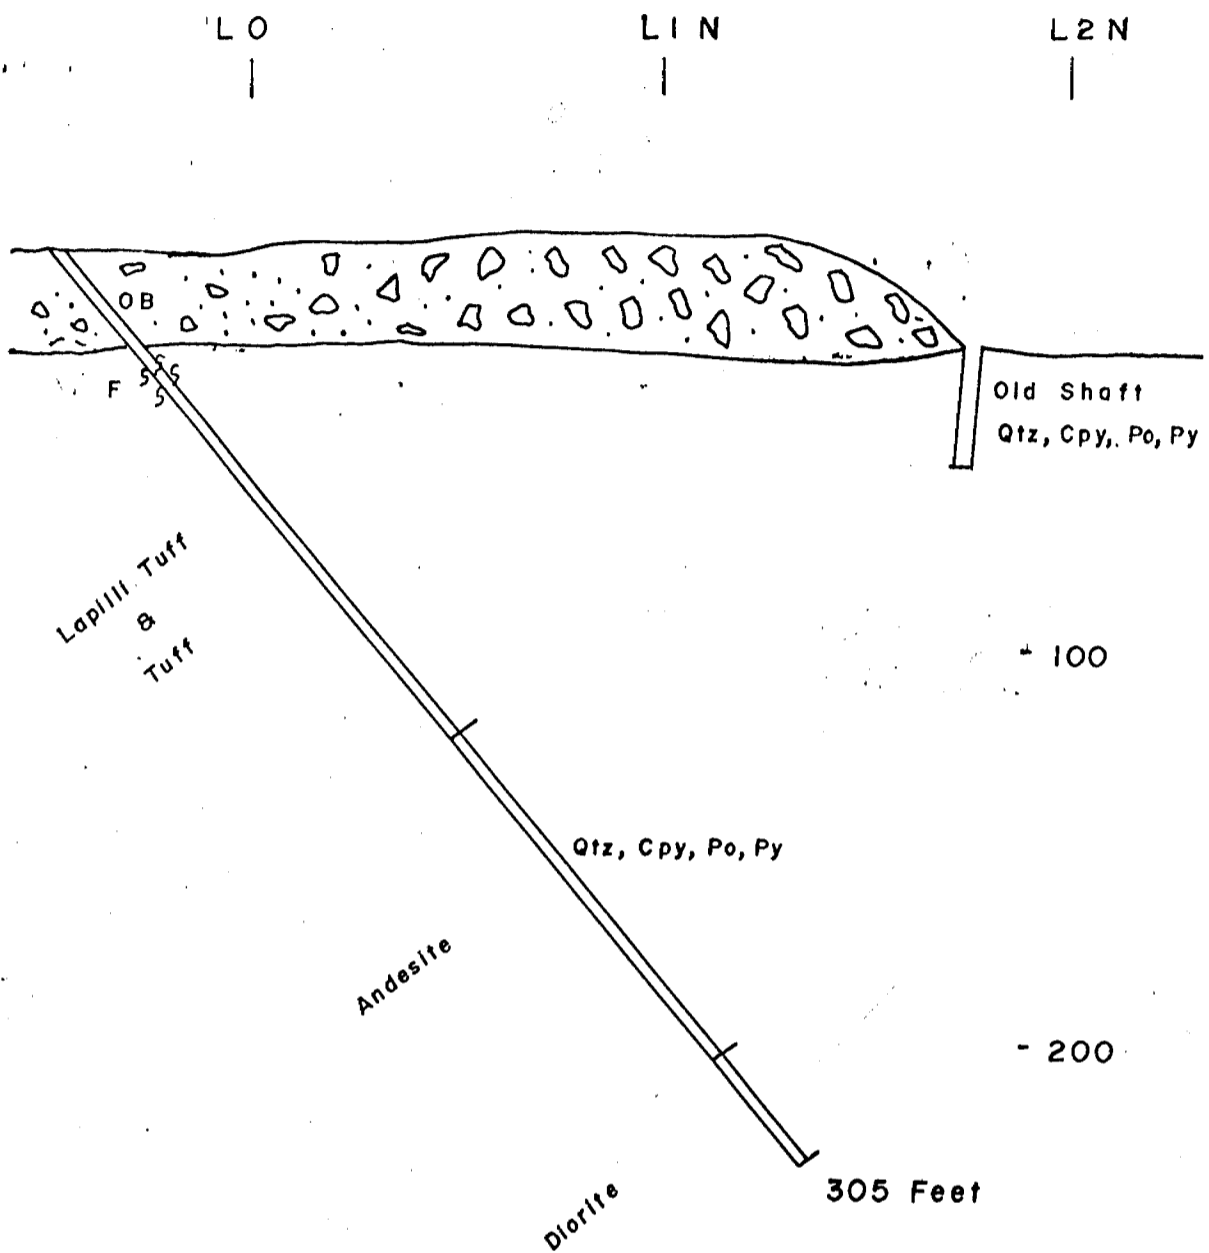 L0 L1N L2N
OB
F
Old Shaft
Qtz, Cpy, Po, Py
Lapilli Tuff
&
Tuff
- 100
Qtz, Cpy, Po, Py
Andesite
- 200
305 Feet
Diorite